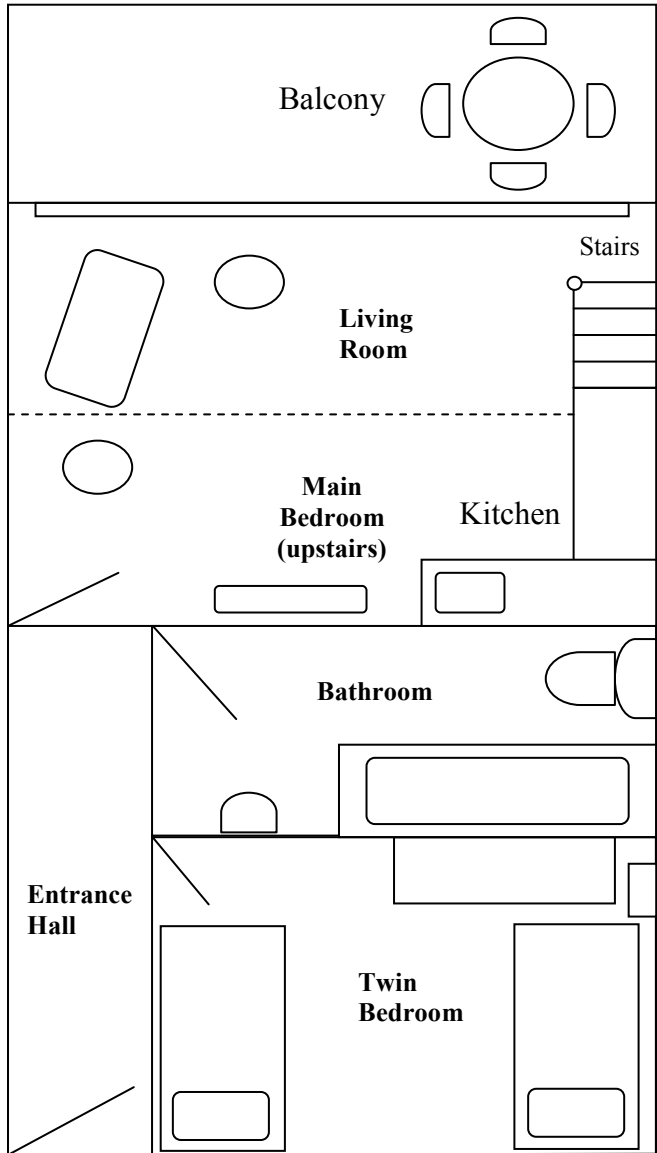 Balcony
Stairs
Living
Room
Main
Bedroom
(upstairs)
Kitchen
Bathroom
Entrance
Hall
Twin
Bedroom